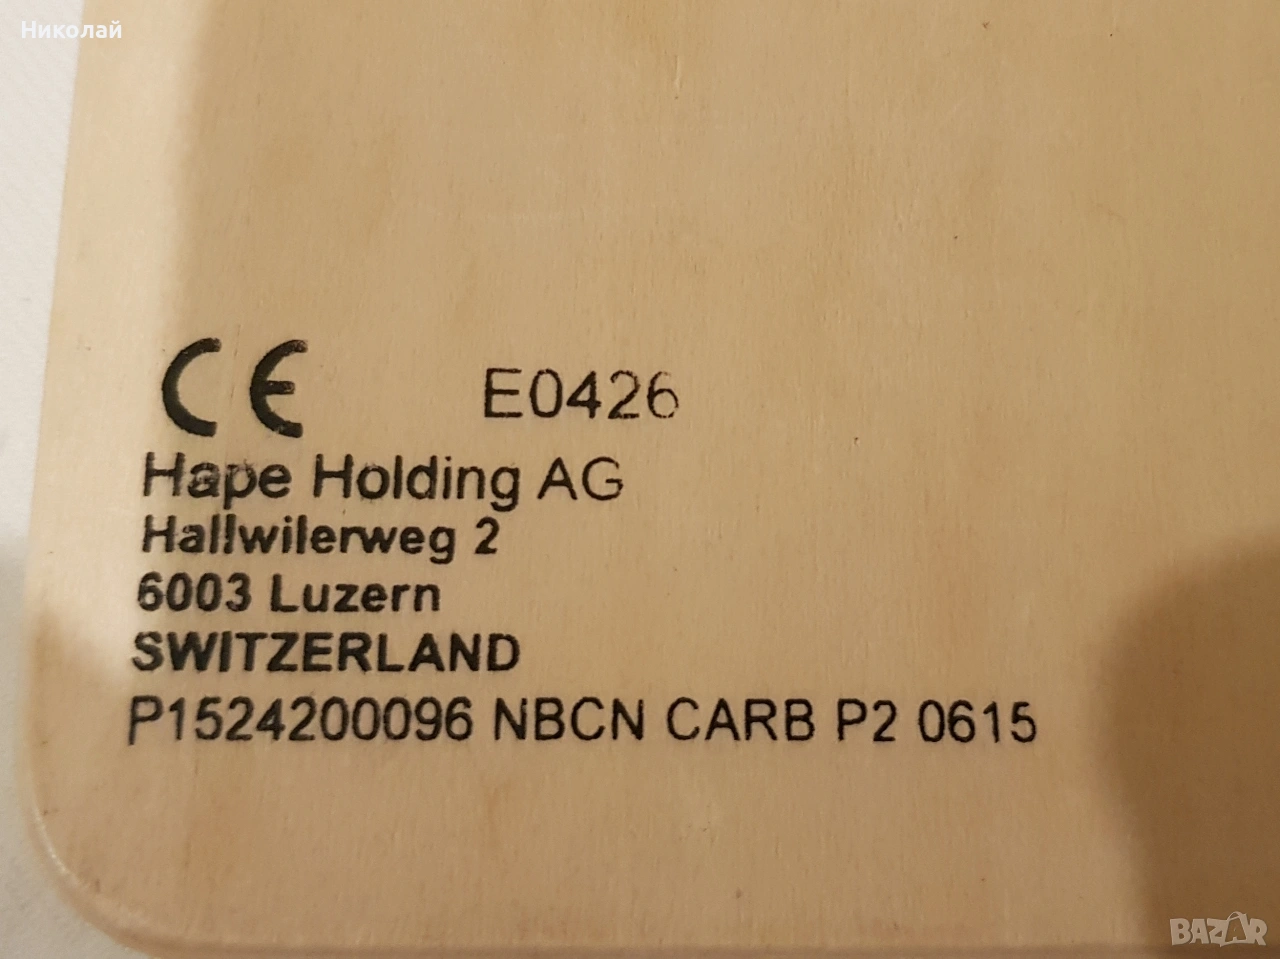 Николай
CE E0426
Hape Holding AG
Hallwilerweg 2
6003 Luzern
SWITZERLAND
P1524200096 NBCN CARB P2 0615
BAZAR